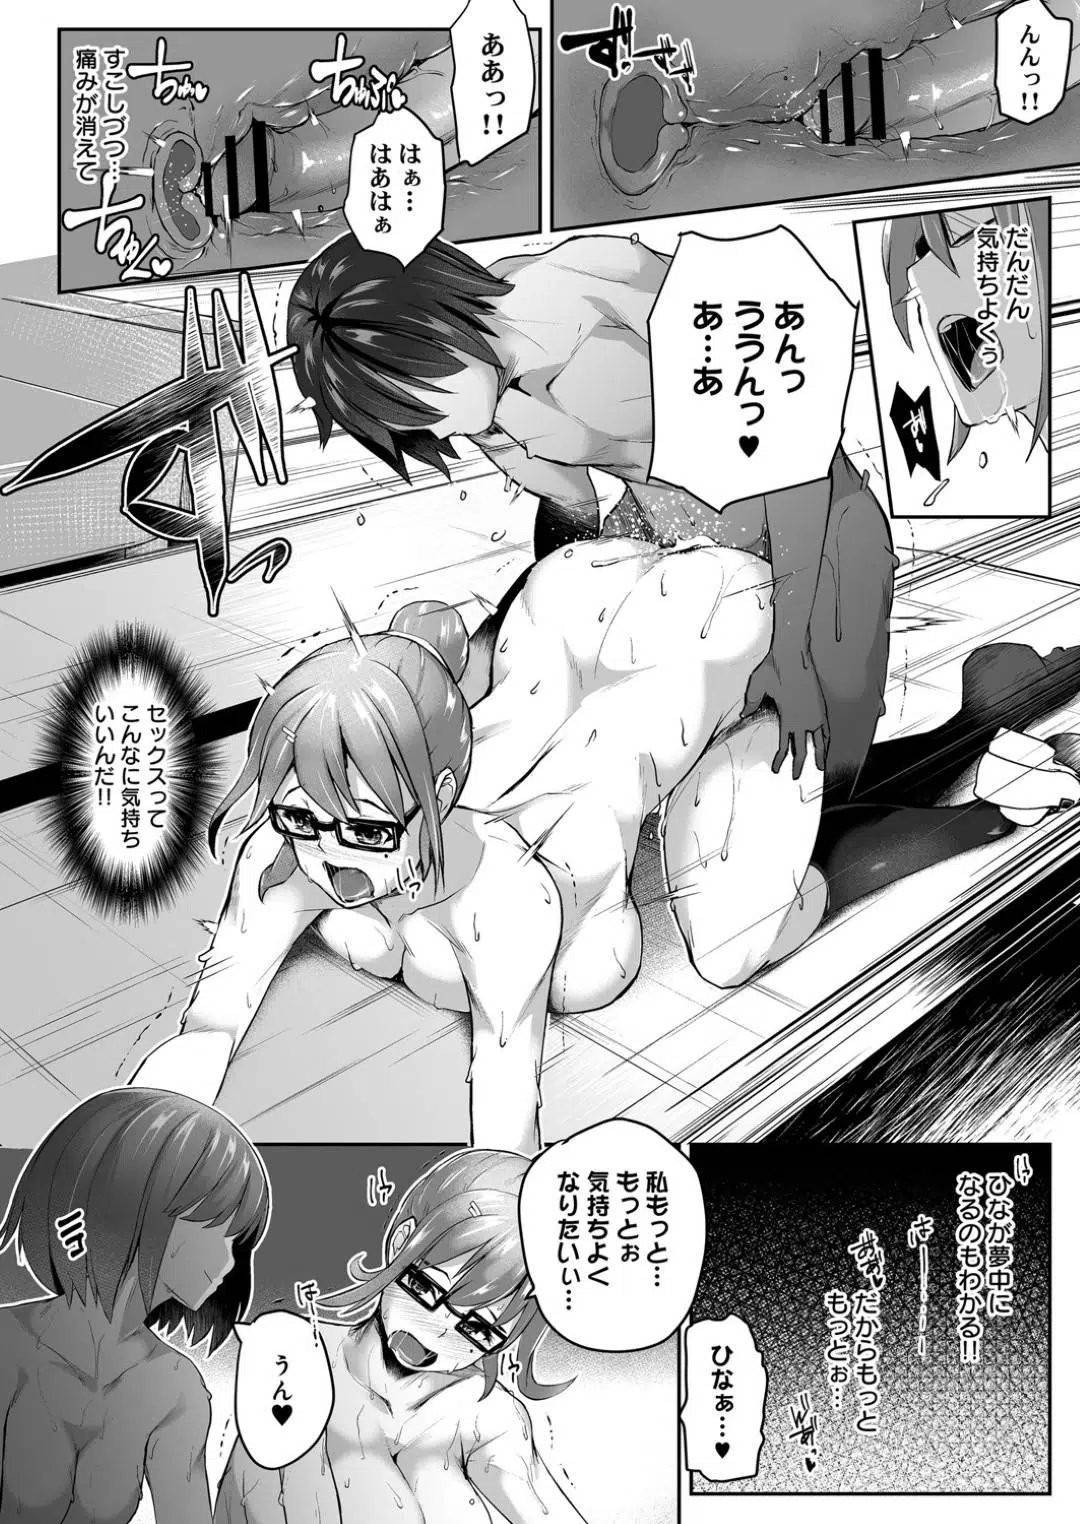 んんっ!!
ずっ
ああっ!!
はぁ…
はあはぁ
ちゅぷ♥
ちゅっ♥
ちゅく♥
すこしづつ…
痛みが消えて
だんだん
気持ちよくぅ
あんっ
ううんっ♥
あ…あ
セックスって
こんなに気持ち
いいんだ!!
ひながが夢中に
なるのもわかる!!
だからもっと
もっとぉ…
ひなぁ…♥
私もっと…
もっとぉ
気持ちよく
なりたいぃ…
うん♥